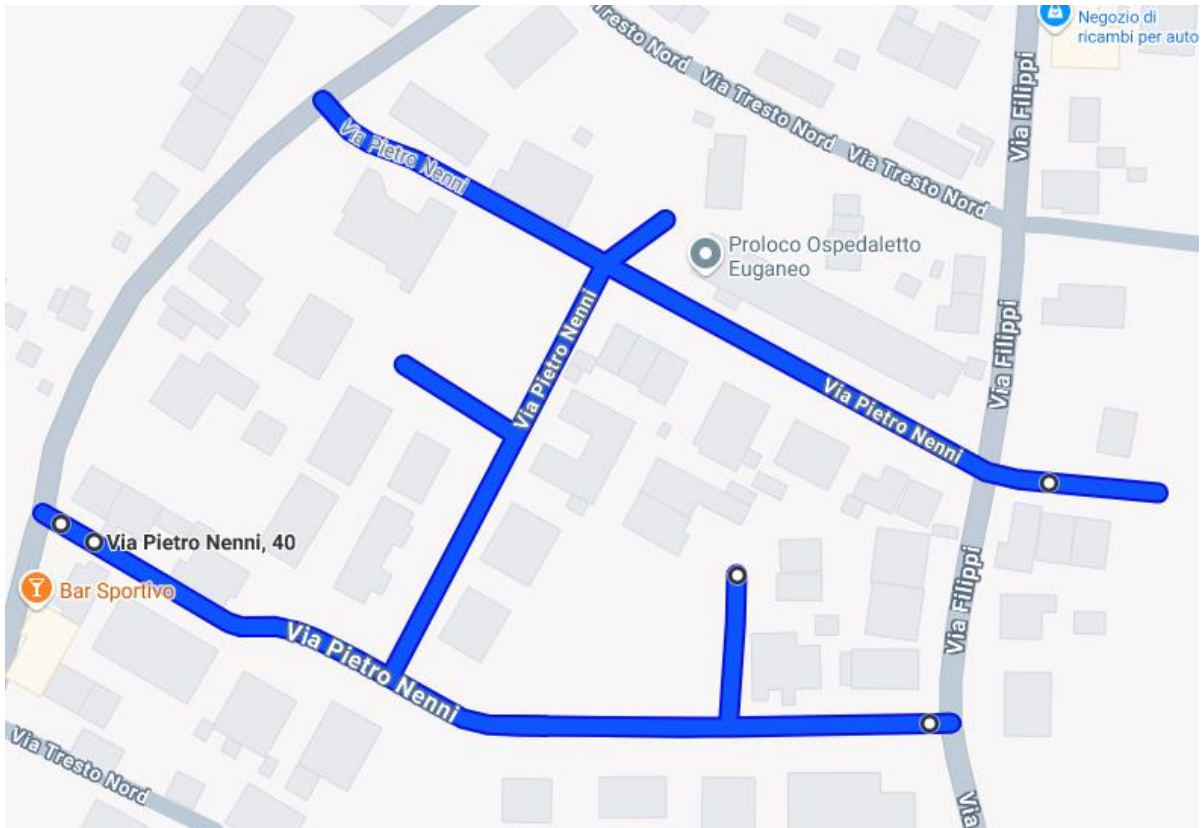 Negozio di
ricambi per auto
Tresto Nord
Via Tresto Nord
Via Tresto Nord
Via Filippi
Via Pietro Nenni
Proloco Ospedaletto
Euganeo
Via Pietro Nenni
Via Filippi
Via Pietro Nenni
Via Pietro Nenni, 40
Bar Sportivo
Via Filippi
Via Pietro Nenni
Via Tresto Nord
Via